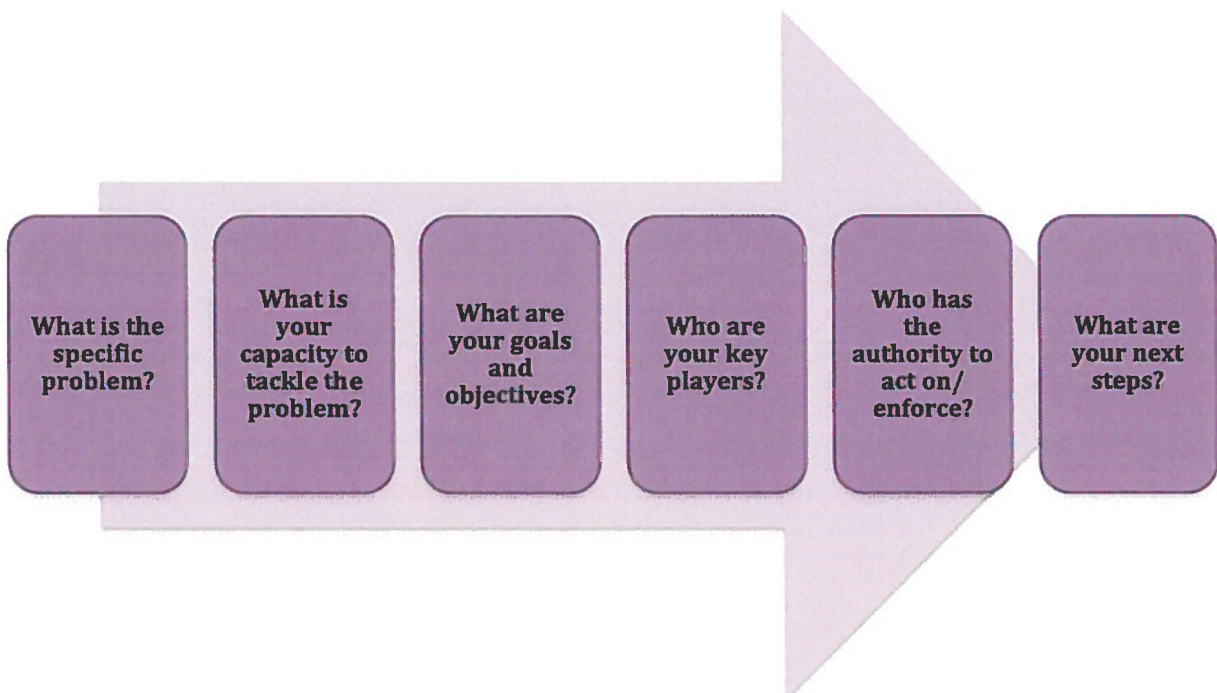 What is the
specific
problem?
What is
your
capacity to
tackle the
problem?
What are
your goals
and
objectives?
Who are
your key
players?
Who has
the
authority to
act on/
enforce?
What are
your next
steps?